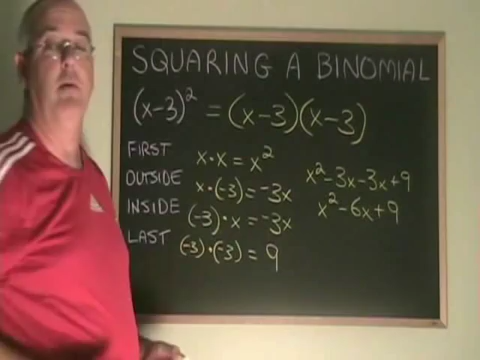 SQUARING A BINOMIAL
(x-3)² = (x-3)(x-3)
FIRST x·x = x²
OUTSIDE x·(-3) = -3x
INSIDE (-3)·x = -3x
LAST (-3)·(-3) = 9
x²-3x-3x+9
x²-6x+9